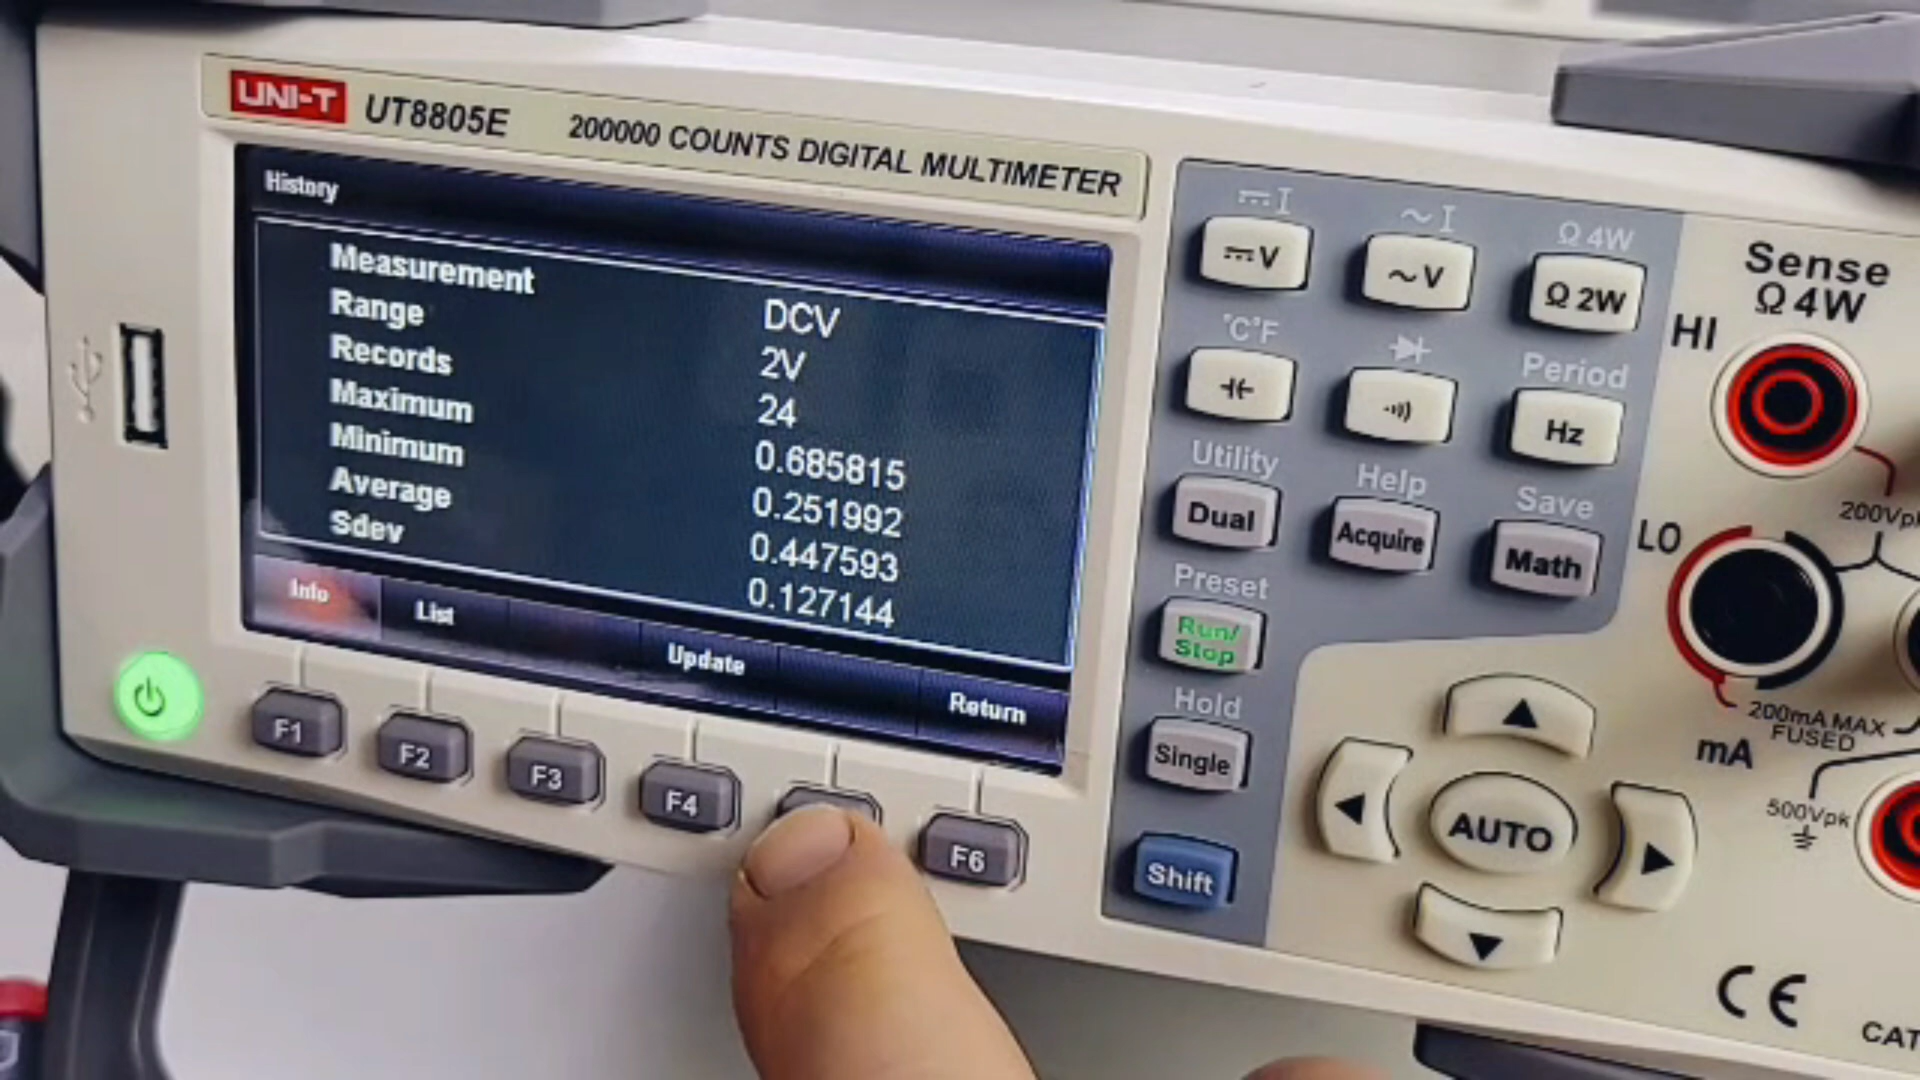 UNI-T UT8805E 200000 COUNTS DIGITAL MULTIMETER
History
Measurement DCV
Range 2V
Records 24
Maximum 0.685815
Minimum 0.251992
Average 0.447593
Sdev 0.127144
Info List Update Return
F1 F2 F3 F4 F6
I I Ω 4W
V V Ω 2W
°C°F Period
Hz
Utility Help Save
Dual Acquire Math
Preset
Run/
Stop
Hold
Single
Shift
AUTO
Sense
Ω 4W
HI
LO
200Vpk
200mA MAX
FUSED
mA
500Vpk
CE
CAT